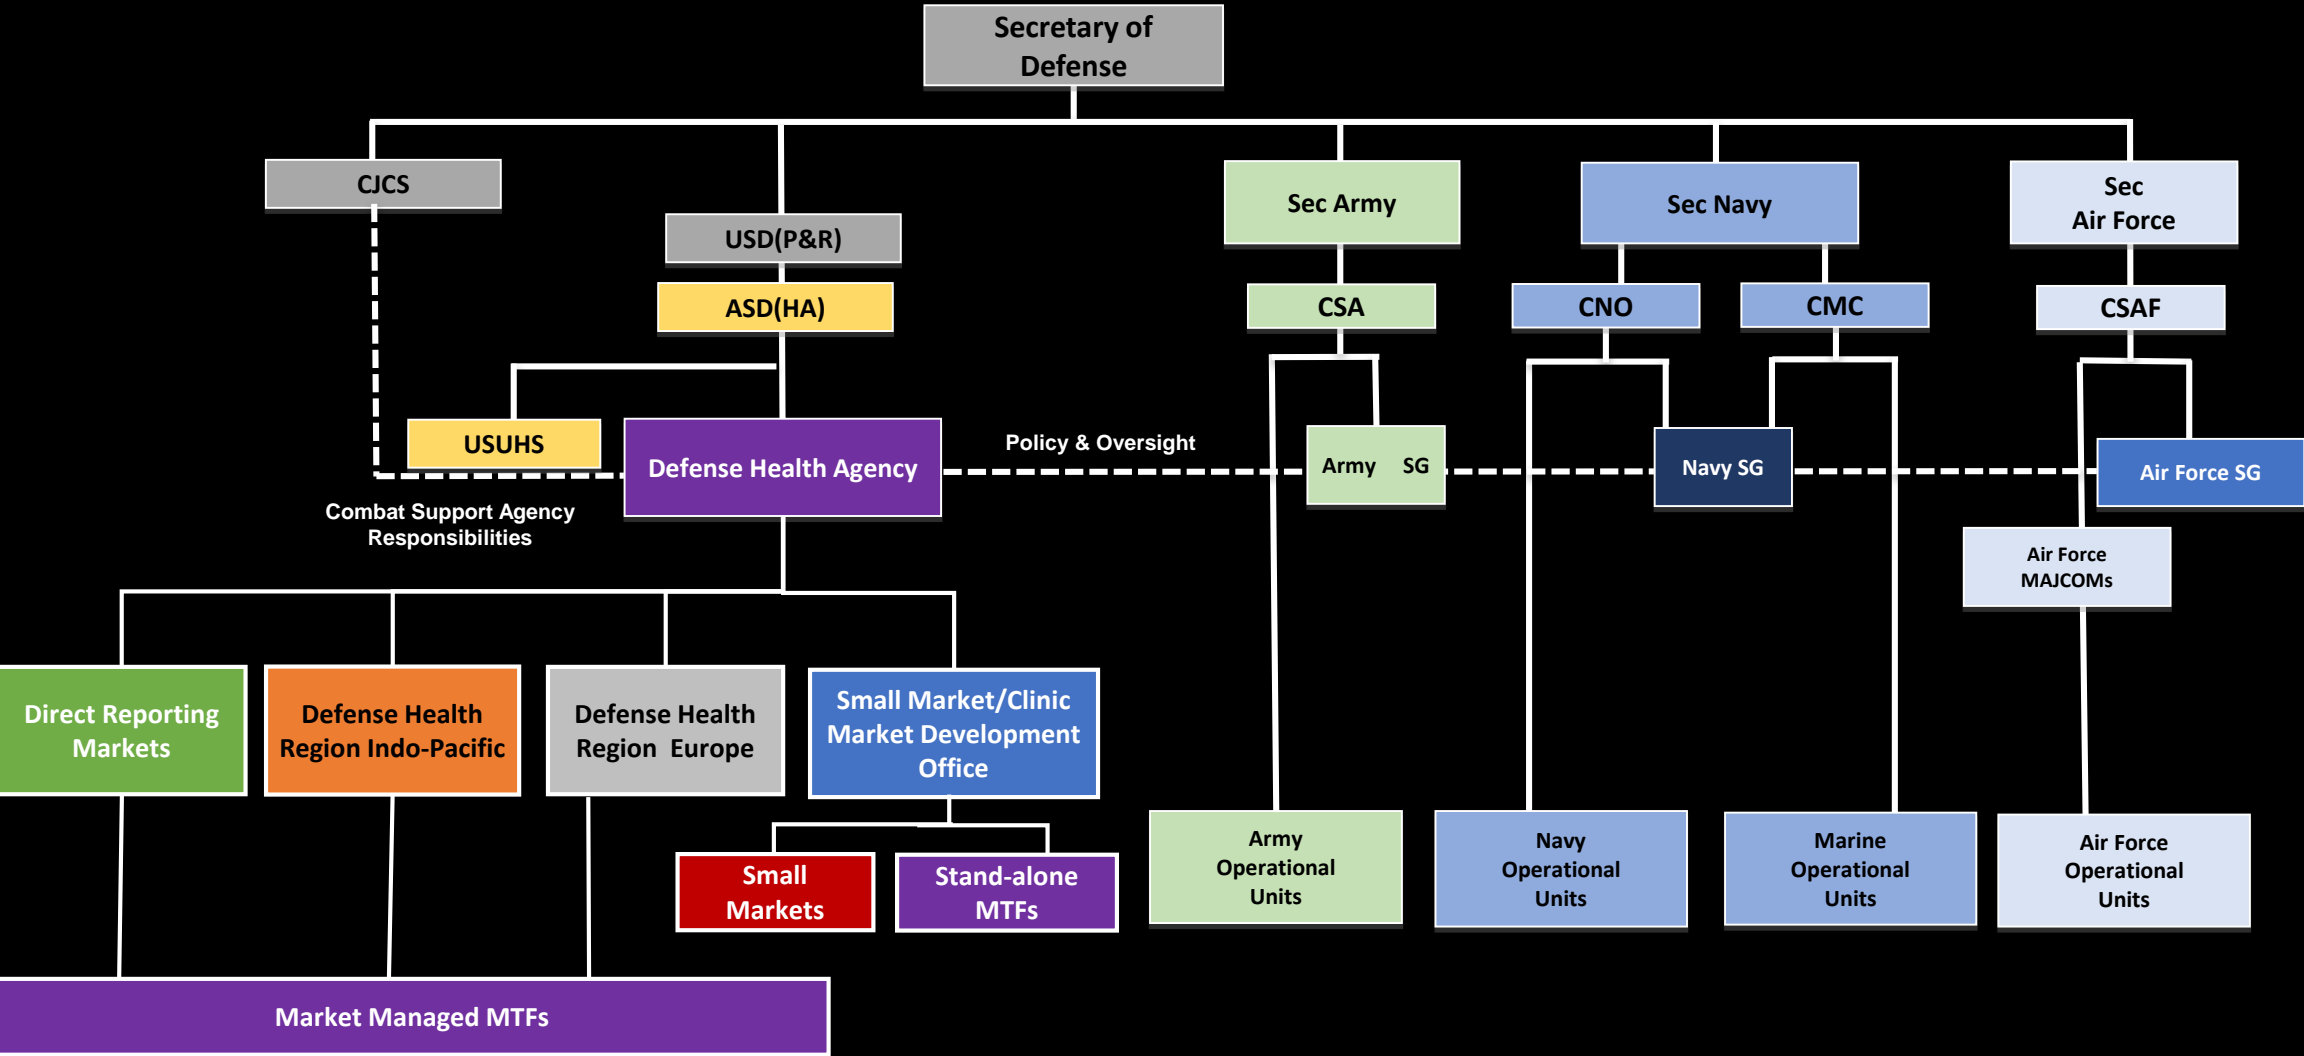 Secretary of
Defense
CJCS
USD(P&R)
ASD(HA)
Sec Army
Sec Navy
Sec
Air Force
CSA
CNO
CMC
CSAF
USUHS
Defense Health Agency
Policy & Oversight
Army SG
Navy SG
Air Force SG
Combat Support Agency
Responsibilities
Air Force
MAJCOMs
Direct Reporting
Markets
Defense Health
Region Indo-Pacific
Defense Health
Region Europe
Small Market/Clinic
Market Development
Office
Small
Markets
Stand-alone
MTFs
Army
Operational
Units
Navy
Operational
Units
Marine
Operational
Units
Air Force
Operational
Units
Market Managed MTFs